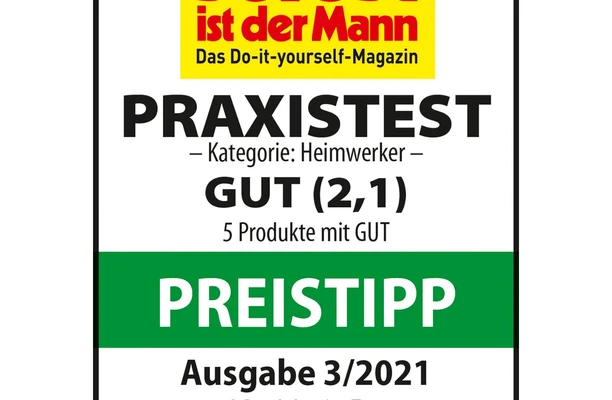 ist der Mann
Das Do-it-yourself-Magazin
PRAXISTEST
– Kategorie: Heimwerker –
GUT (2,1)
5 Produkte mit GUT
PREISTIPP
Ausgabe 3/2021